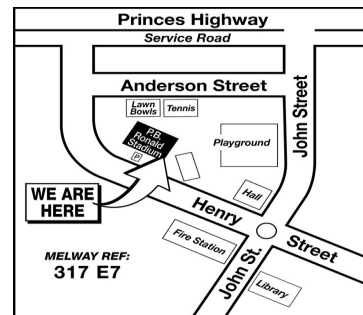 Princes Highway
Service Road
Anderson Street
Lawn
Bowls
Tennis
John Street
P.B.
Ronald
Stadium
Playground
P
WE ARE
HERE
Hall
Henry
Street
Fire Station
MELWAY REF:
317 E7
John St.
Library